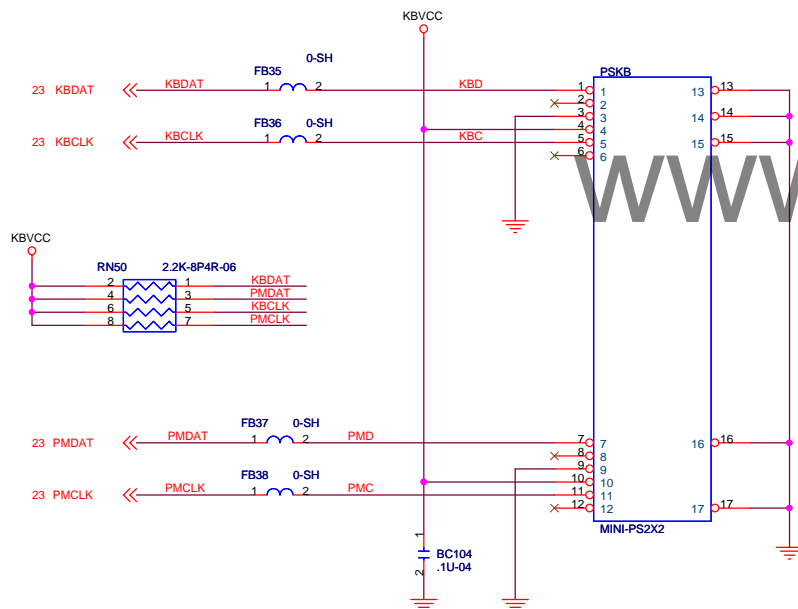 KBVCC
0-SH
FB35
PSKB
23 KBDAT
KBDAT
1 2
KBD
1 1 13 13
2 2
0-SH
FB36
3 3 14 14
4 4
23 KBCLK
KBCLK
1 2
KBC
5 5 15 15
6 6
WWW
KBVCC
RN50 2.2K-8P4R-06
2 1 KBDAT
4 3 PMDAT
6 5 KBCLK
8 7 PMCLK
FB37 0-SH
23 PMDAT
PMDAT
1 2
PMD
7 7 16 16
8 8
FB38 0-SH
9 9
10 10
23 PMCLK
PMCLK
1 2
PMC
11 11
12 12 17 17
MINI-PS2X2
1
BC104
.1U-04
2